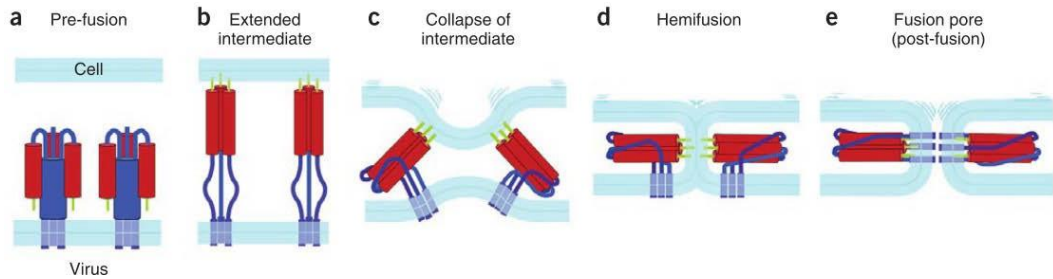 a
Pre-fusion
b
Extended
intermediate
c
Collapse of
intermediate
d
Hemifusion
e
Fusion pore
(post-fusion)
Cell
Virus